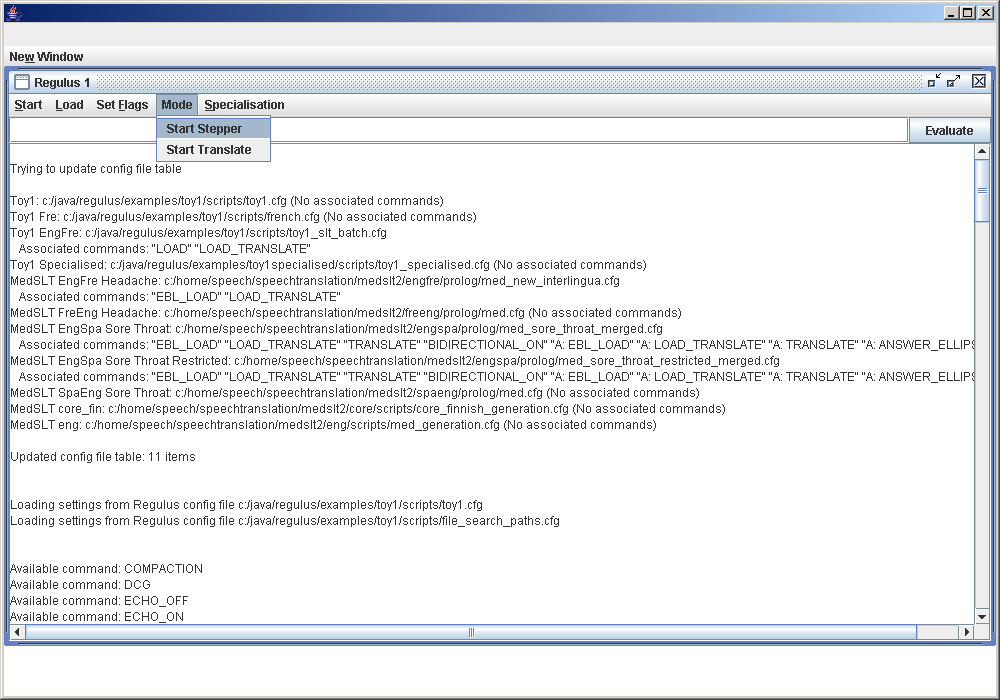 New Window
Regulus 1
Start Load Set Flags Mode Specialisation
Start Stepper
Evaluate
Start Translate
Trying to update config file table
Toy1: c:/java/regulus/examples/toy1/scripts/toy1.cfg (No associated commands)
Toy1 Fre: c:/java/regulus/examples/toy1/scripts/french.cfg (No associated commands)
Toy1 EngFre: c:/java/regulus/examples/toy1/scripts/toy1_slt_batch.cfg
Associated commands: "LOAD" "LOAD_TRANSLATE"
Toy1 Specialised: c:/java/regulus/examples/toy1specialised/scripts/toy1_specialised.cfg (No associated commands)
MedSLT EngFre Headache: c:/home/speech/speechtranslation/medslt2/engfre/prolog/med_new_interlingua.cfg
Associated commands: "EBL_LOAD" "LOAD_TRANSLATE"
MedSLT FreEng Headache: c:/home/speech/speechtranslation/medslt2/freeng/prolog/med.cfg (No associated commands)
MedSLT EngSpa Sore Throat: c:/home/speech/speechtranslation/medslt2/engspa/prolog/med_sore_throat_merged.cfg
Associated commands: "EBL_LOAD" "LOAD_TRANSLATE" "TRANSLATE" "BIDIRECTIONAL_ON" "A: EBL_LOAD" "A: LOAD_TRANSLATE" "A: TRANSLATE" "A: ANSWER_ELLIPS
MedSLT EngSpa Sore Throat Restricted: c:/home/speech/speechtranslation/medslt2/engspa/prolog/med_sore_throat_restricted_merged.cfg
Associated commands: "EBL_LOAD" "LOAD_TRANSLATE" "TRANSLATE" "BIDIRECTIONAL_ON" "A: EBL_LOAD" "A: LOAD_TRANSLATE" "A: TRANSLATE" "A: ANSWER_ELLIPS
MedSLT SpaEng Sore Throat: c:/home/speech/speechtranslation/medslt2/spaeng/prolog/med.cfg (No associated commands)
MedSLT core_fin: c:/home/speech/speechtranslation/medslt2/core/scripts/core_finnish_generation.cfg (No associated commands)
MedSLT eng: c:/home/speech/speechtranslation/medslt2/eng/scripts/med_generation.cfg (No associated commands)
Updated config file table: 11 items
Loading settings from Regulus config file c:/java/regulus/examples/toy1/scripts/toy1.cfg
Loading settings from Regulus config file c:/java/regulus/examples/toy1/scripts/file_search_paths.cfg
Available command: COMPACTION
Available command: DCG
Available command: ECHO_OFF
Available command: ECHO_ON